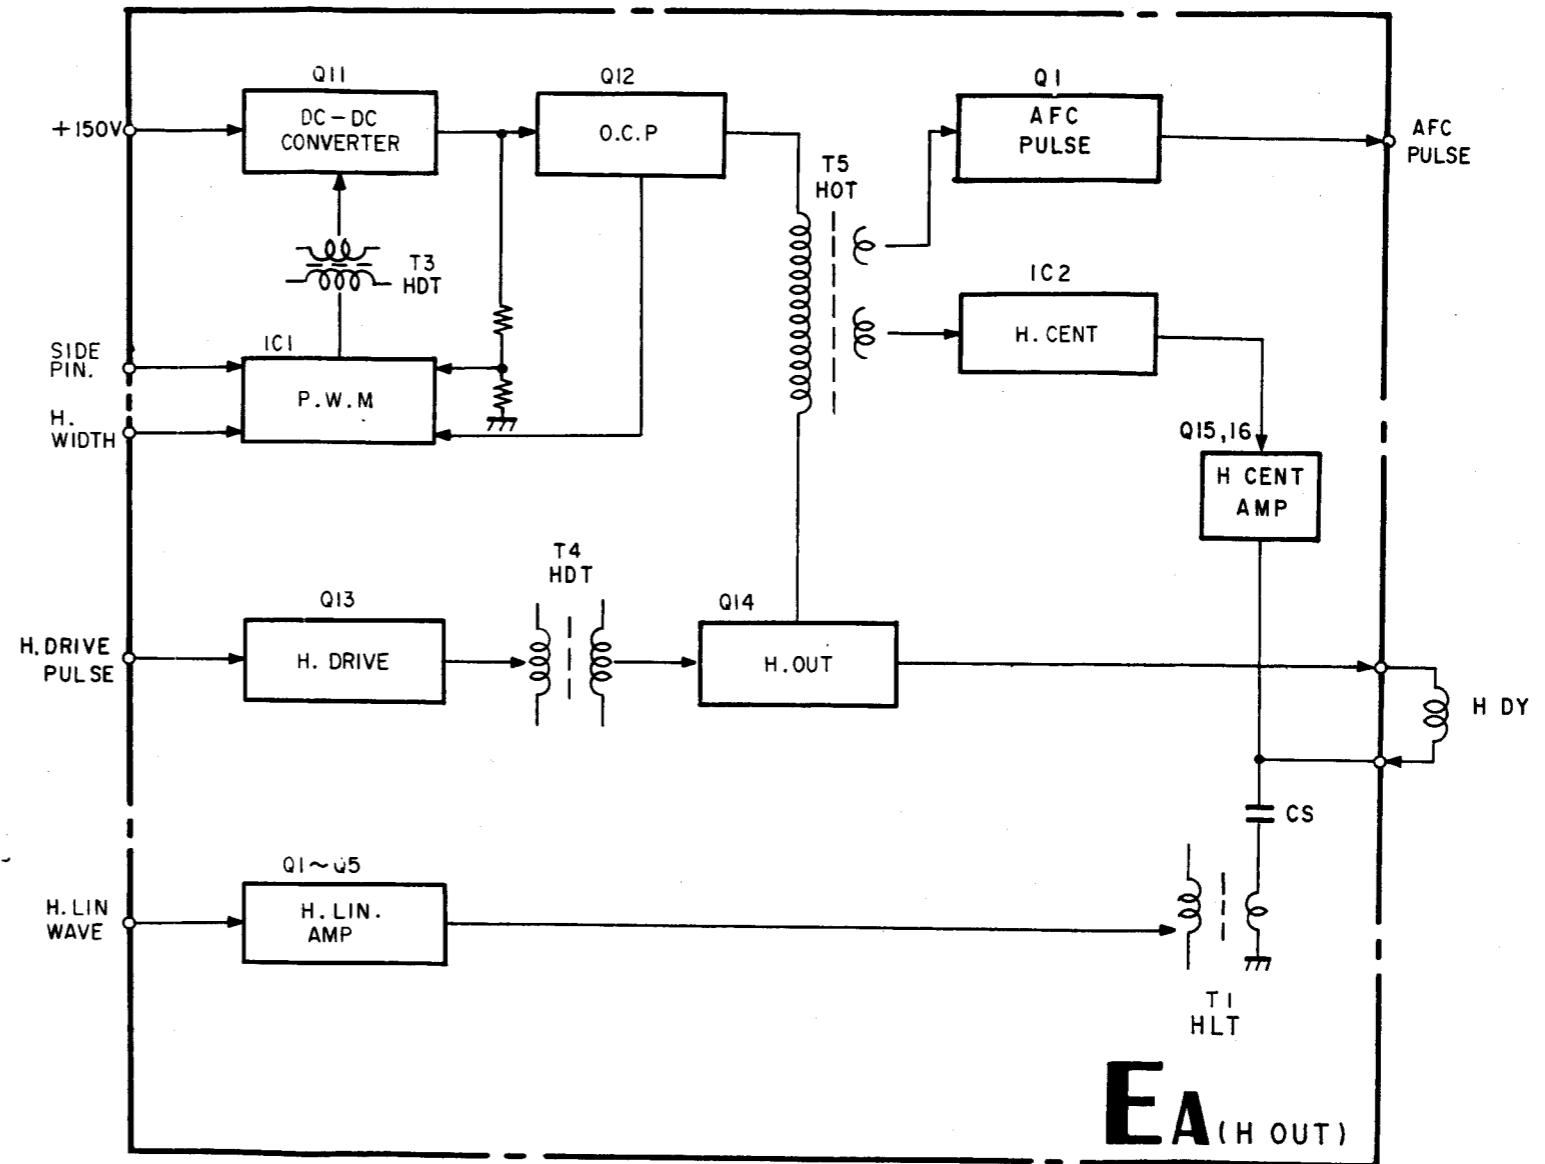 Q11
DC-DC
CONVERTER
+150V
Q12
O.C.P
Q1
AFC
PULSE
AFC
PULSE
T5
HOT
T3
HDT
IC2
H. CENT
SIDE
PIN.
IC1
P.W.M
H.
WIDTH
Q15,16
H CENT
AMP
T4
HDT
Q13
H. DRIVE
H.DRIVE
PULSE
Q14
H.OUT
H DY
CS
Q1~Q5
H. LIN.
AMP
H.LIN
WAVE
T1
HLT
EA (H OUT)